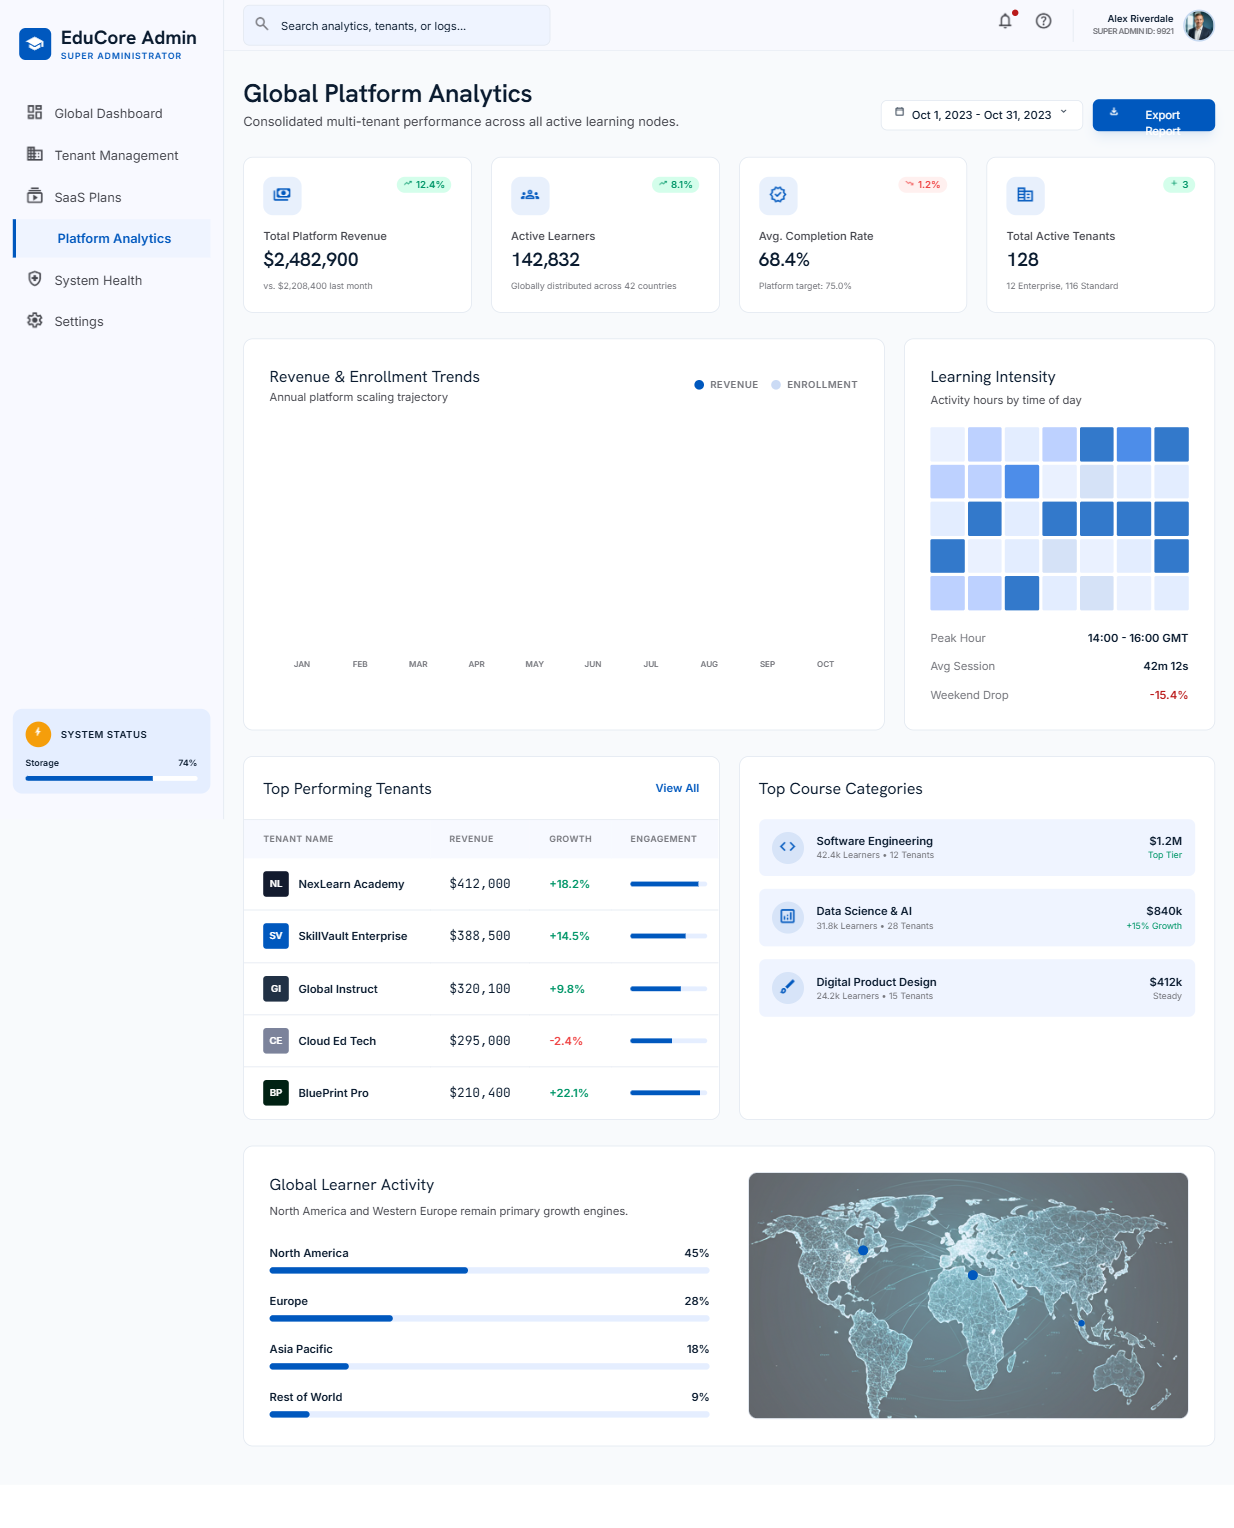 EduCore Admin
SUPER ADMINISTRATOR
Global Dashboard
Tenant Management
SaaS Plans
Platform Analytics
System Health
Settings
SYSTEM STATUS
Storage 74%
Search analytics, tenants, or logs...
Alex Riverdale
SUPER ADMIN ID: 9921
Global Platform Analytics
Consolidated multi-tenant performance across all active learning nodes.
Oct 1, 2023 - Oct 31, 2023
Export
Report
12.4%
Total Platform Revenue
$2,482,900
vs. $2,208,400 last month
8.1%
Active Learners
142,832
Globally distributed across 42 countries
1.2%
Avg. Completion Rate
68.4%
Platform target: 75.0%
+ 3
Total Active Tenants
128
12 Enterprise, 116 Standard
Revenue & Enrollment Trends
Annual platform scaling trajectory
REVENUE ENROLLMENT
JAN FEB MAR APR MAY JUN JUL AUG SEP OCT
Learning Intensity
Activity hours by time of day
Peak Hour 14:00 - 16:00 GMT
Avg Session 42m 12s
Weekend Drop -15.4%
Top Performing Tenants View All
TENANT NAME REVENUE GROWTH ENGAGEMENT
NL NexLearn Academy $412,000 +18.2%
SV SkillVault Enterprise $388,500 +14.5%
GI Global Instruct $320,100 +9.8%
CE Cloud Ed Tech $295,000 -2.4%
BP BluePrint Pro $210,400 +22.1%
Top Course Categories
Software Engineering $1.2M
42.4k Learners • 12 Tenants Top Tier
Data Science & AI $840k
31.8k Learners • 28 Tenants +15% Growth
Digital Product Design $412k
24.2k Learners • 15 Tenants Steady
Global Learner Activity
North America and Western Europe remain primary growth engines.
North America 45%
Europe 28%
Asia Pacific 18%
Rest of World 9%